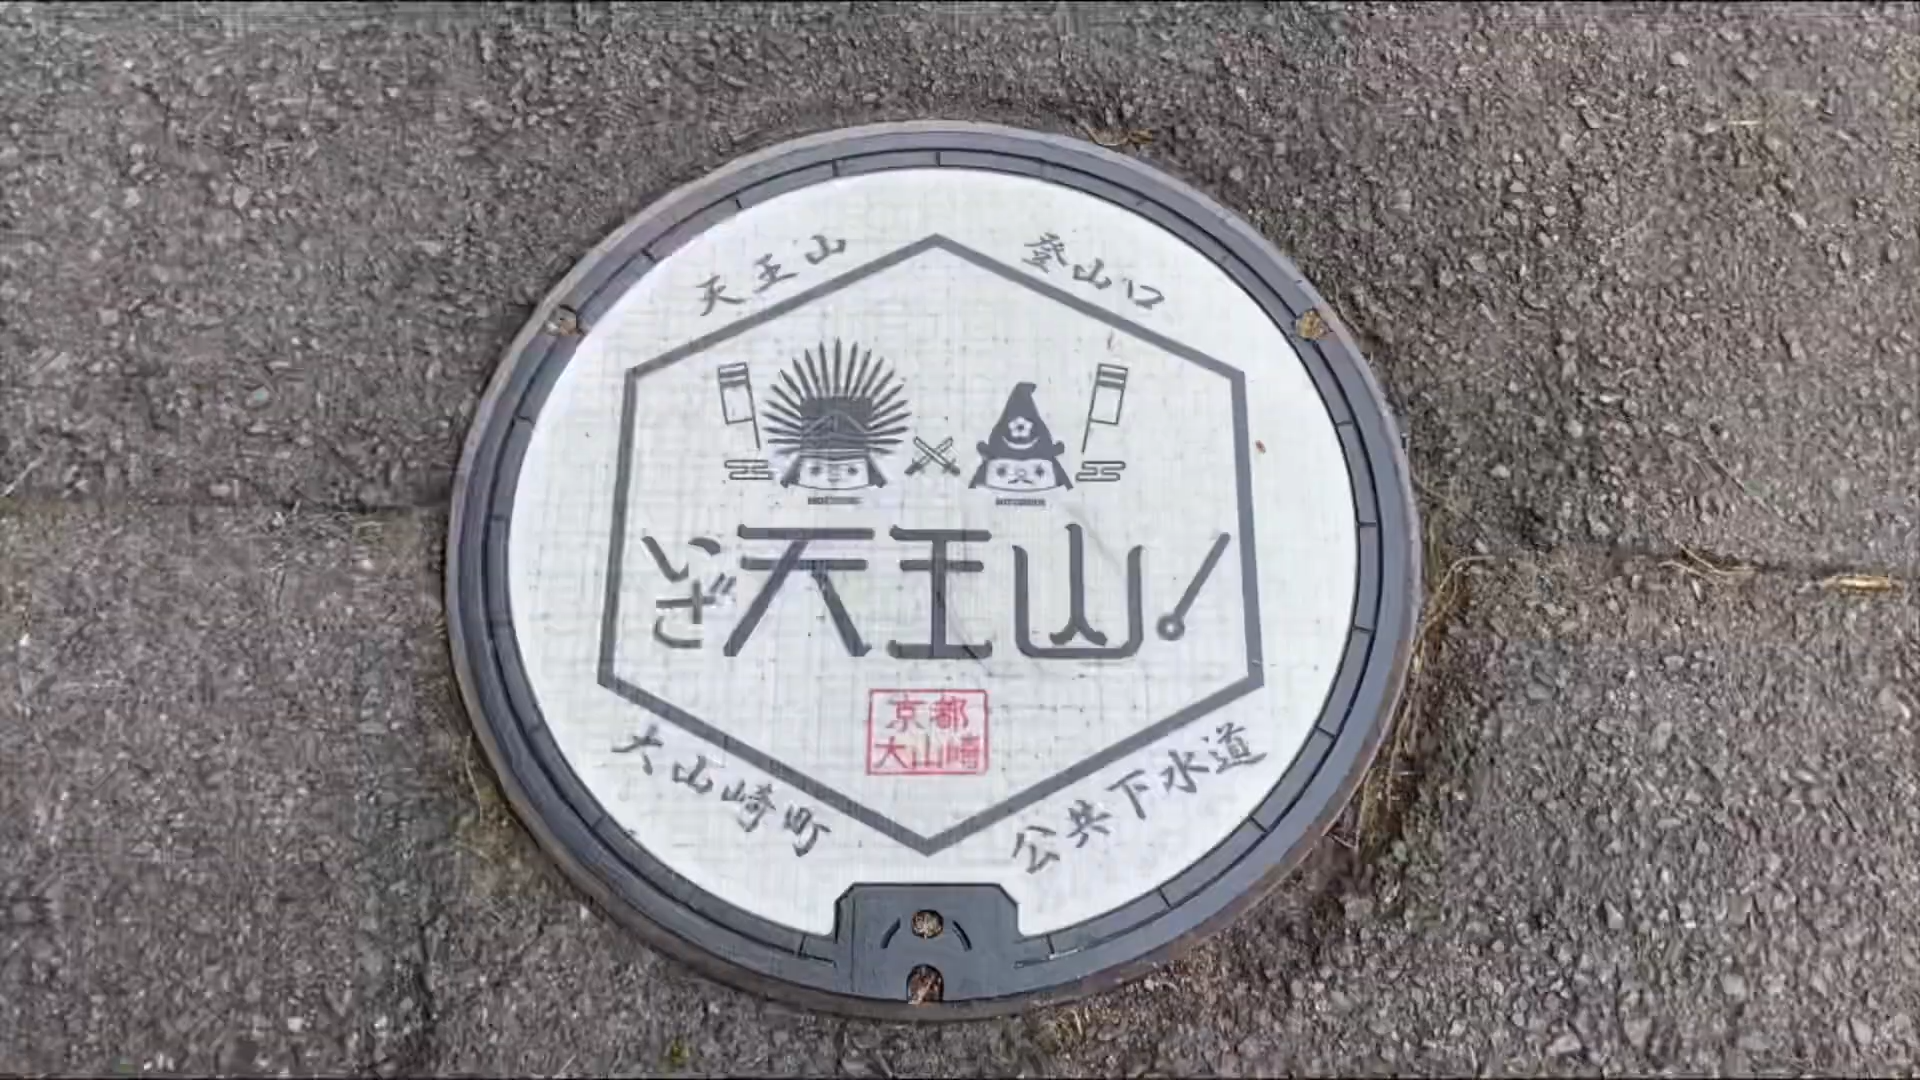 天王山
登山口
いざ天王山!
京都
大山崎
大山崎町
公共下水道